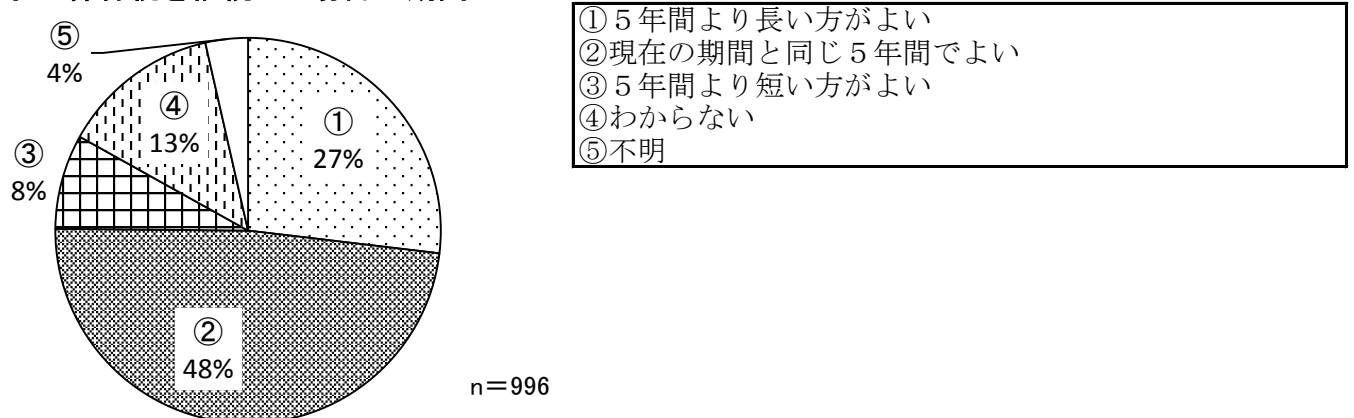 ⑤
4%
④
13%
①
27%
③
8%
②
48%
n＝996
①５年間より長い方がよい
②現在の期間と同じ５年間でよい
③５年間より短い方がよい
④わからない
⑤不明